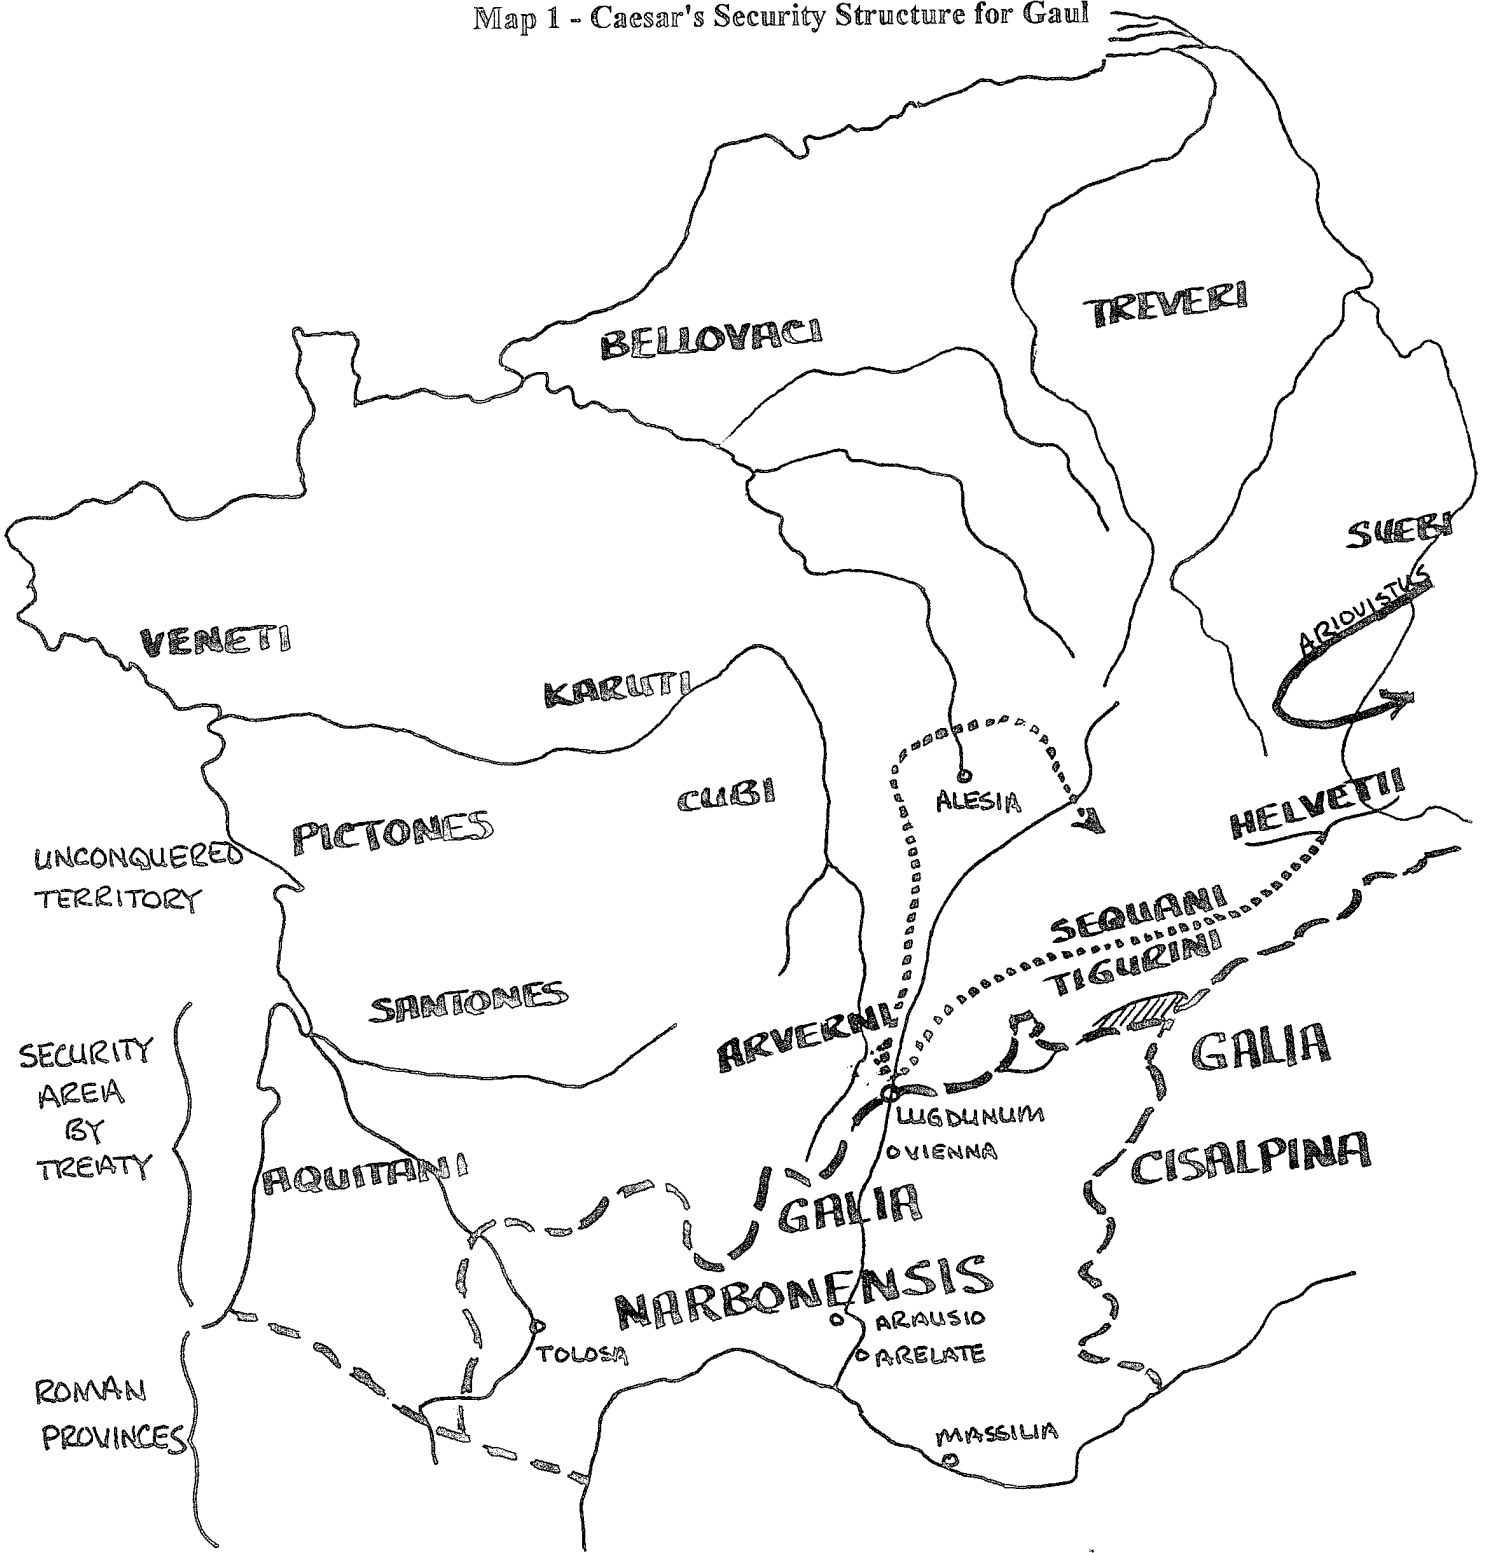 Map 1 - Caesar's Security Structure for Gaul
TREVERI
BELLOVACI
SUEBI
ARIOVISTUS
VENETI
KARUTI
CUBI
ALESIA
HELVETII
PICTONES
UNCONQUERED
TERRITORY
SEQUANI
TIGURINI
SANTONES
ARVERNI
SECURITY
AREA
BY
TREATY
GALIA
CISALPINA
LUGDUNUM
VIENNA
AQUITANI
GALIA
NARBONENSIS
ARAUSIO
ARELATE
TOLOSA
ROMAN
PROVINCES
MASSILIA